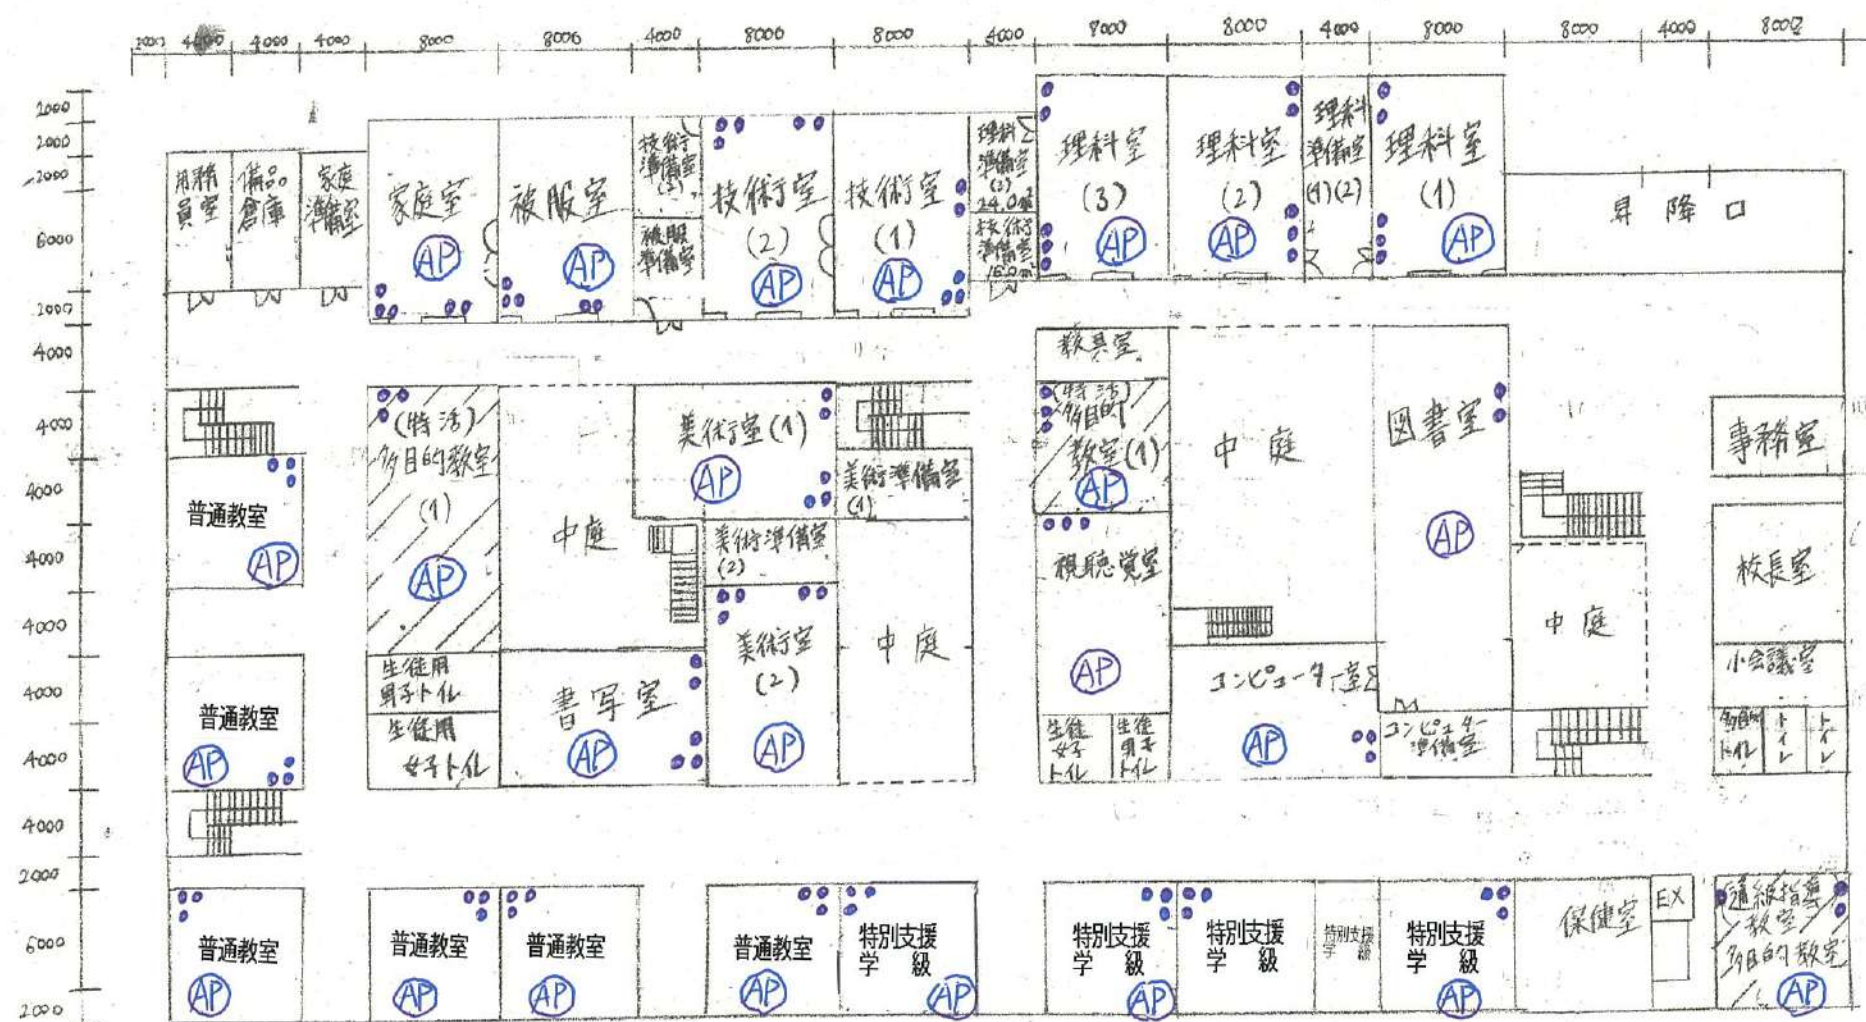 2000 4000 4000 4000 8000 8000 4000 8000 8000 4000 8000 8000 4000 8000 8000 4000 8000
2000
2000
2000
6000
2000
4000
4000
4000
4000
4000
4000
4000
4000
2000
6000
2000
用務
員室
備品
倉庫
家庭
準備室
家庭室
AP
被服室
AP
技術
準備室
(2)
被服
準備室
技術室
(2)
AP
技術室
(1)
AP
理科
準備室
(3)
24.0㎡
技術
準備室
理科室
(3)
AP
理科室
(2)
AP
理科
準備室
(1)(2)
理科室
(1)
AP
昇降口
普通教室
AP
(特活)
多目的教室
(1)
AP
中庭
美術室(1)
AP
美術準備室
(1)
美術準備室
(2)
美術室
(2)
AP
中庭
教具室
(特活)
多目的
教室(1)
AP
視聴覚室
AP
中庭
図書室
AP
中庭
事務室
校長室
小会議室
多目的
トイレ
トイレ
トイレ
普通教室
AP
生徒用
男子トイレ
生徒用
女子トイレ
書写室
AP
生徒
女子
トイレ
生徒
男子
トイレ
コンピューター室
AP
コンピューター
準備室
普通教室
AP
普通教室
AP
普通教室
AP
普通教室
AP
特別支援
学 級
AP
特別支援
学 級
AP
特別支援
学 級
特別支援
学 級
特別支援
学 級
AP
保健室
EX
通級指導
教室
多目的教室
AP